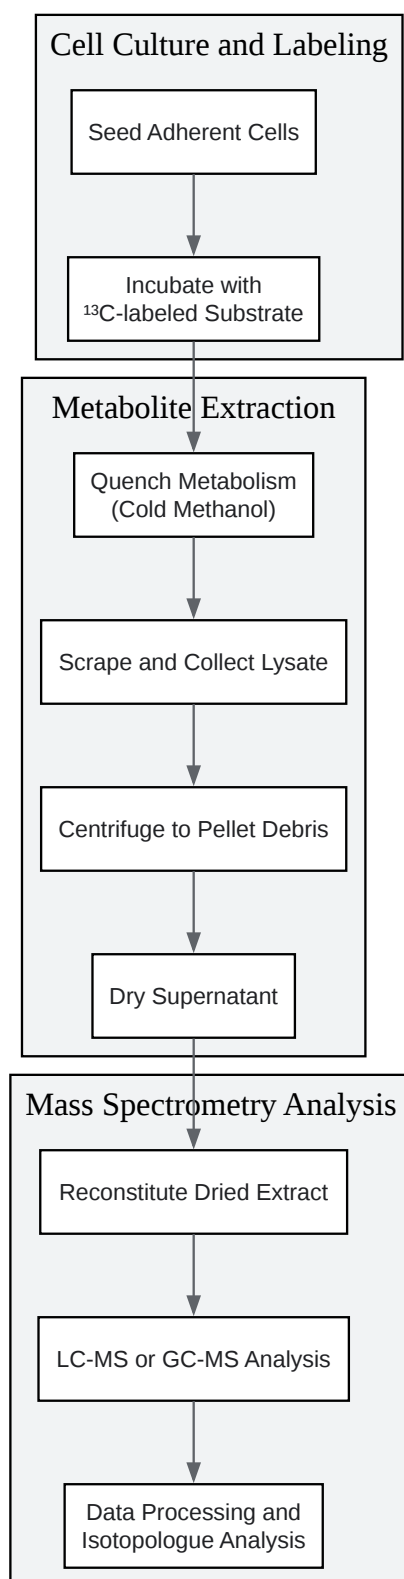 Cell Culture and Labeling
Seed Adherent Cells
Incubate with
¹³C-labeled Substrate
Metabolite Extraction
Quench Metabolism
(Cold Methanol)
Scrape and Collect Lysate
Centrifuge to Pellet Debris
Dry Supernatant
Mass Spectrometry Analysis
Reconstitute Dried Extract
LC-MS or GC-MS Analysis
Data Processing and
Isotopologue Analysis